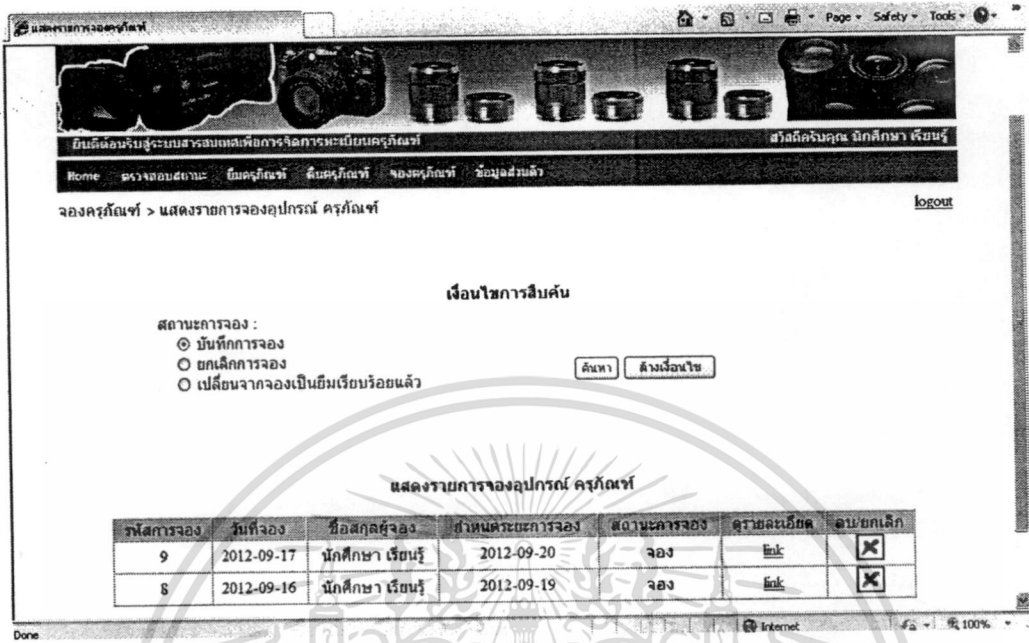 แสดงรายการจองครุภัณฑ์
Page Safety Tools
ยินดีต้อนรับสู่ระบบสารสนเทศเพื่อการจัดการทะเบียนครุภัณฑ์ สวัสดีครับคุณ นักศึกษา เรียนรู้
Home ตรวจสอบสถานะ ยืมครุภัณฑ์ คืนครุภัณฑ์ จองครุภัณฑ์ ข้อมูลส่วนตัว
จองครุภัณฑ์ > แสดงรายการจองอุปกรณ์ ครุภัณฑ์ logout
เงื่อนไขการสืบค้น
สถานะการจอง :
บันทึกการจอง
ยกเลิกการจอง
เปลี่ยนจากจองเป็นยืมเรียบร้อยแล้ว
ค้นหา ล้างเงื่อนไข
แสดงรายการจองอุปกรณ์ ครุภัณฑ์
รหัสการจอง วันที่จอง ชื่อสกุลผู้จอง กำหนดระยะการจอง สถานะการจอง ดูรายละเอียด ลบ/ยกเลิก
9 2012-09-17 นักศึกษา เรียนรู้ 2012-09-20 จอง link
8 2012-09-16 นักศึกษา เรียนรู้ 2012-09-19 จอง link
Done Internet 100%